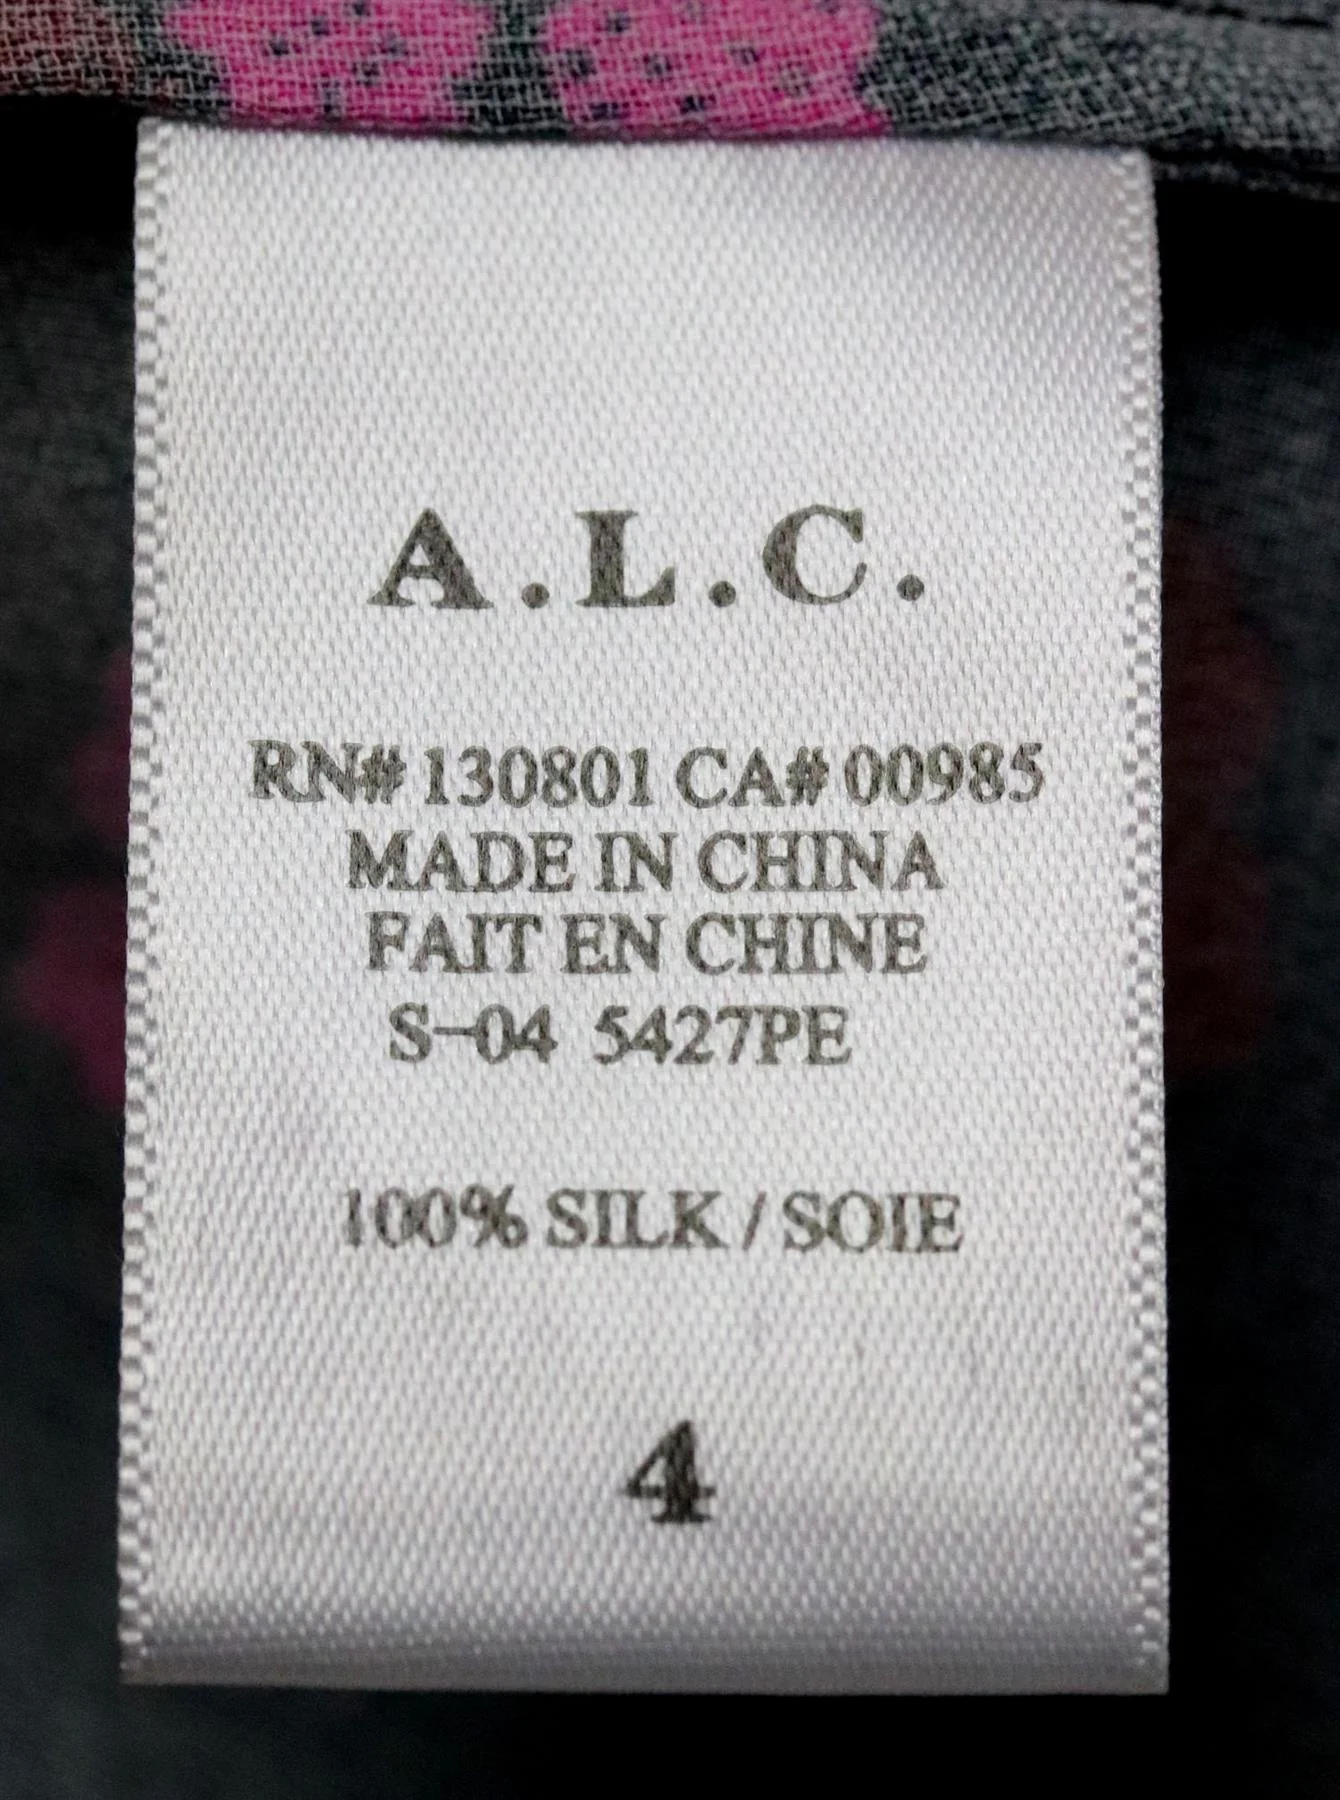 A.L.C.
RN# 130801 CA# 00985
MADE IN CHINA
FAIT EN CHINE
S-04 5427PE
100% SILK / SOIE
4